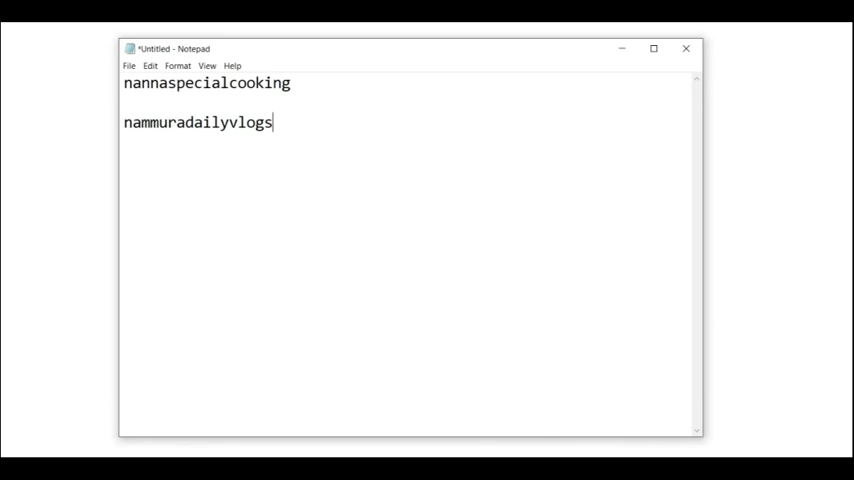 *Untitled - Notepad
File Edit Format View Help
nannaspecialcooking
nammuradailyvlogs